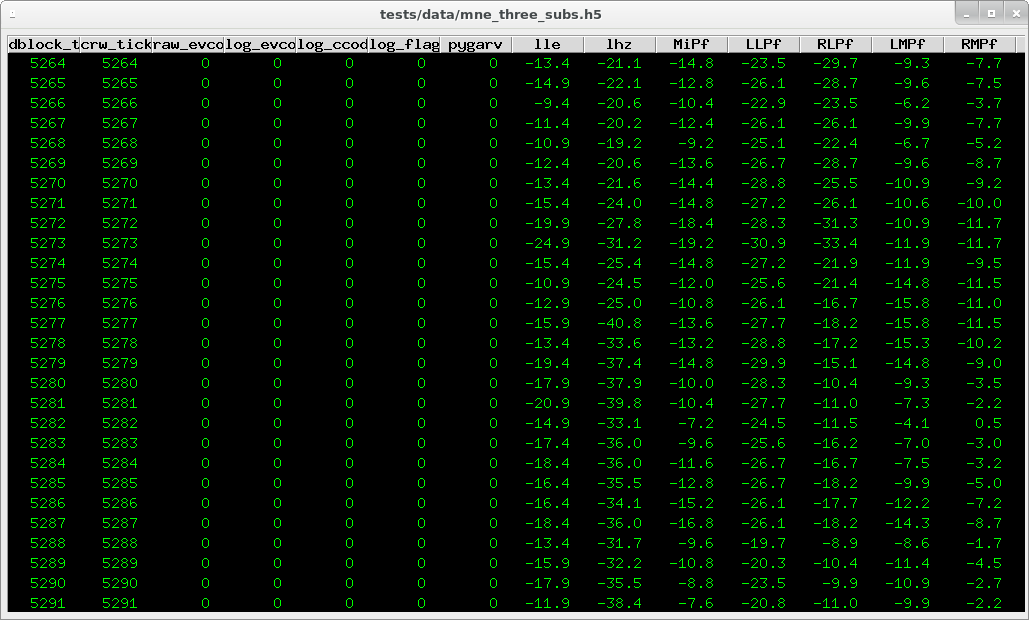 tests/data/mne_three_subs.h5
dblock_t crw_tick raw_evco log_evco log_ccod log_flag pygarv lle lhz MiPf LLPf RLPf LMPf RMPf
5264 5264 0 0 0 0 0 -13.4 -21.1 -14.8 -23.5 -29.7 -9.3 -7.7
5265 5265 0 0 0 0 0 -14.9 -22.1 -12.8 -26.1 -28.7 -9.6 -7.5
5266 5266 0 0 0 0 0 -9.4 -20.6 -10.4 -22.9 -23.5 -6.2 -3.7
5267 5267 0 0 0 0 0 -11.4 -20.2 -12.4 -26.1 -26.1 -9.9 -7.7
5268 5268 0 0 0 0 0 -10.9 -19.2 -9.2 -25.1 -22.4 -6.7 -5.2
5269 5269 0 0 0 0 0 -12.4 -20.6 -13.6 -26.7 -28.7 -9.6 -8.7
5270 5270 0 0 0 0 0 -13.4 -21.6 -14.4 -28.8 -25.5 -10.9 -9.2
5271 5271 0 0 0 0 0 -15.4 -24.0 -14.8 -27.2 -26.1 -10.6 -10.0
5272 5272 0 0 0 0 0 -19.9 -27.8 -18.4 -28.3 -31.3 -10.9 -11.7
5273 5273 0 0 0 0 0 -24.9 -31.2 -19.2 -30.9 -33.4 -11.9 -11.7
5274 5274 0 0 0 0 0 -15.4 -25.4 -14.8 -27.2 -21.9 -11.9 -9.5
5275 5275 0 0 0 0 0 -10.9 -24.5 -12.0 -25.6 -21.4 -14.8 -11.5
5276 5276 0 0 0 0 0 -12.9 -25.0 -10.8 -26.1 -16.7 -15.8 -11.0
5277 5277 0 0 0 0 0 -15.9 -40.8 -13.6 -27.7 -18.2 -15.8 -11.5
5278 5278 0 0 0 0 0 -13.4 -33.6 -13.2 -28.8 -17.2 -15.3 -10.2
5279 5279 0 0 0 0 0 -19.4 -37.4 -14.8 -29.9 -15.1 -14.8 -9.0
5280 5280 0 0 0 0 0 -17.9 -37.9 -10.0 -28.3 -10.4 -9.3 -3.5
5281 5281 0 0 0 0 0 -20.9 -39.8 -10.4 -27.7 -11.0 -7.3 -2.2
5282 5282 0 0 0 0 0 -14.9 -33.1 -7.2 -24.5 -11.5 -4.1 0.5
5283 5283 0 0 0 0 0 -17.4 -36.0 -9.6 -25.6 -16.2 -7.0 -3.0
5284 5284 0 0 0 0 0 -18.4 -36.0 -11.6 -26.7 -16.7 -7.5 -3.2
5285 5285 0 0 0 0 0 -16.4 -35.5 -12.8 -26.7 -18.2 -9.9 -5.0
5286 5286 0 0 0 0 0 -16.4 -34.1 -15.2 -26.1 -17.7 -12.2 -7.2
5287 5287 0 0 0 0 0 -18.4 -36.0 -16.8 -26.1 -18.2 -14.3 -8.7
5288 5288 0 0 0 0 0 -13.4 -31.7 -9.6 -19.7 -8.9 -8.6 -1.7
5289 5289 0 0 0 0 0 -15.9 -32.2 -10.8 -20.3 -10.4 -11.4 -4.5
5290 5290 0 0 0 0 0 -17.9 -35.5 -8.8 -23.5 -9.9 -10.9 -2.7
5291 5291 0 0 0 0 0 -11.9 -38.4 -7.6 -20.8 -11.0 -9.9 -2.2